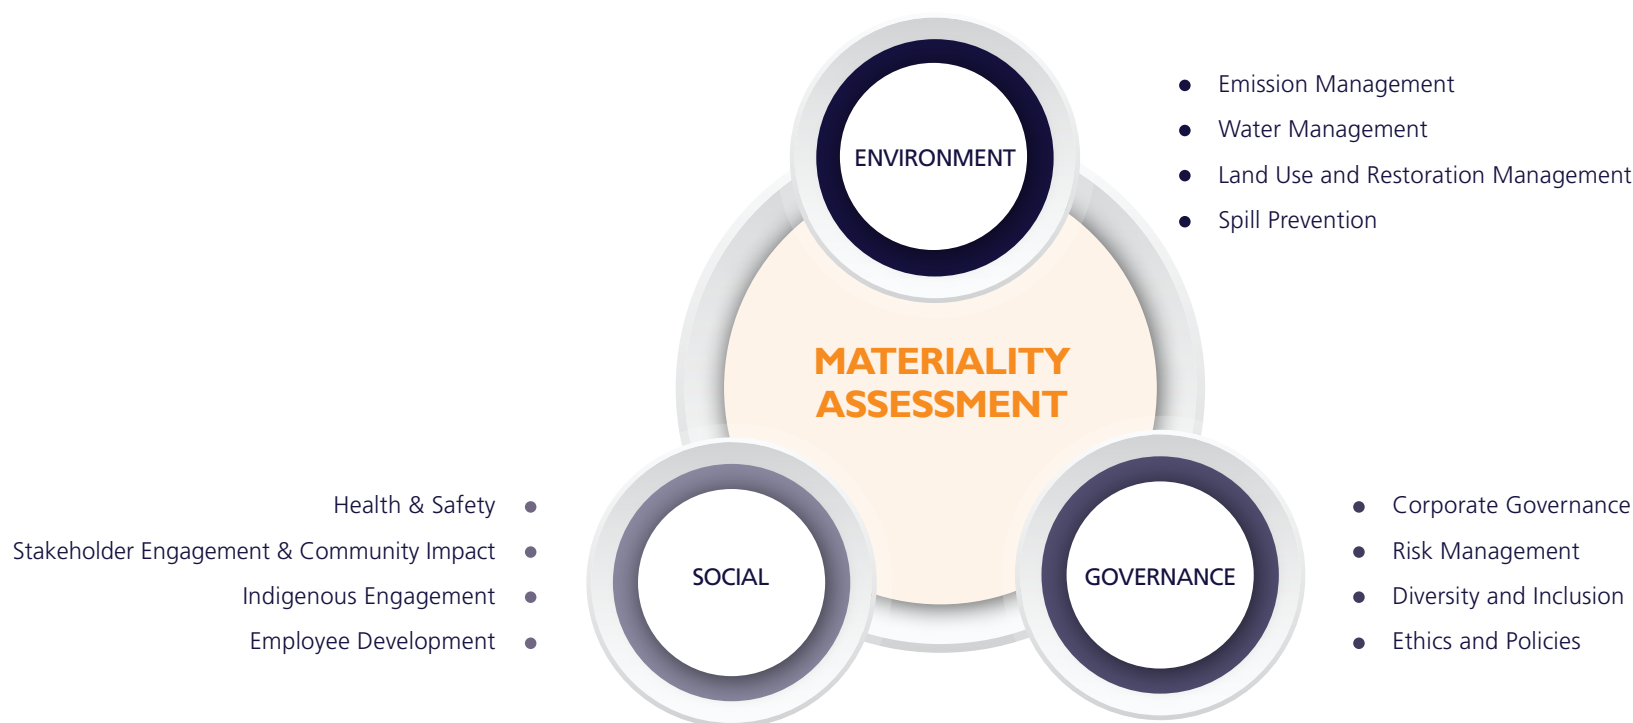 ENVIRONMENT
Emission Management
Water Management
Land Use and Restoration Management
Spill Prevention
MATERIALITY
ASSESSMENT
SOCIAL
Health & Safety
Stakeholder Engagement & Community Impact
Indigenous Engagement
Employee Development
GOVERNANCE
Corporate Governance
Risk Management
Diversity and Inclusion
Ethics and Policies